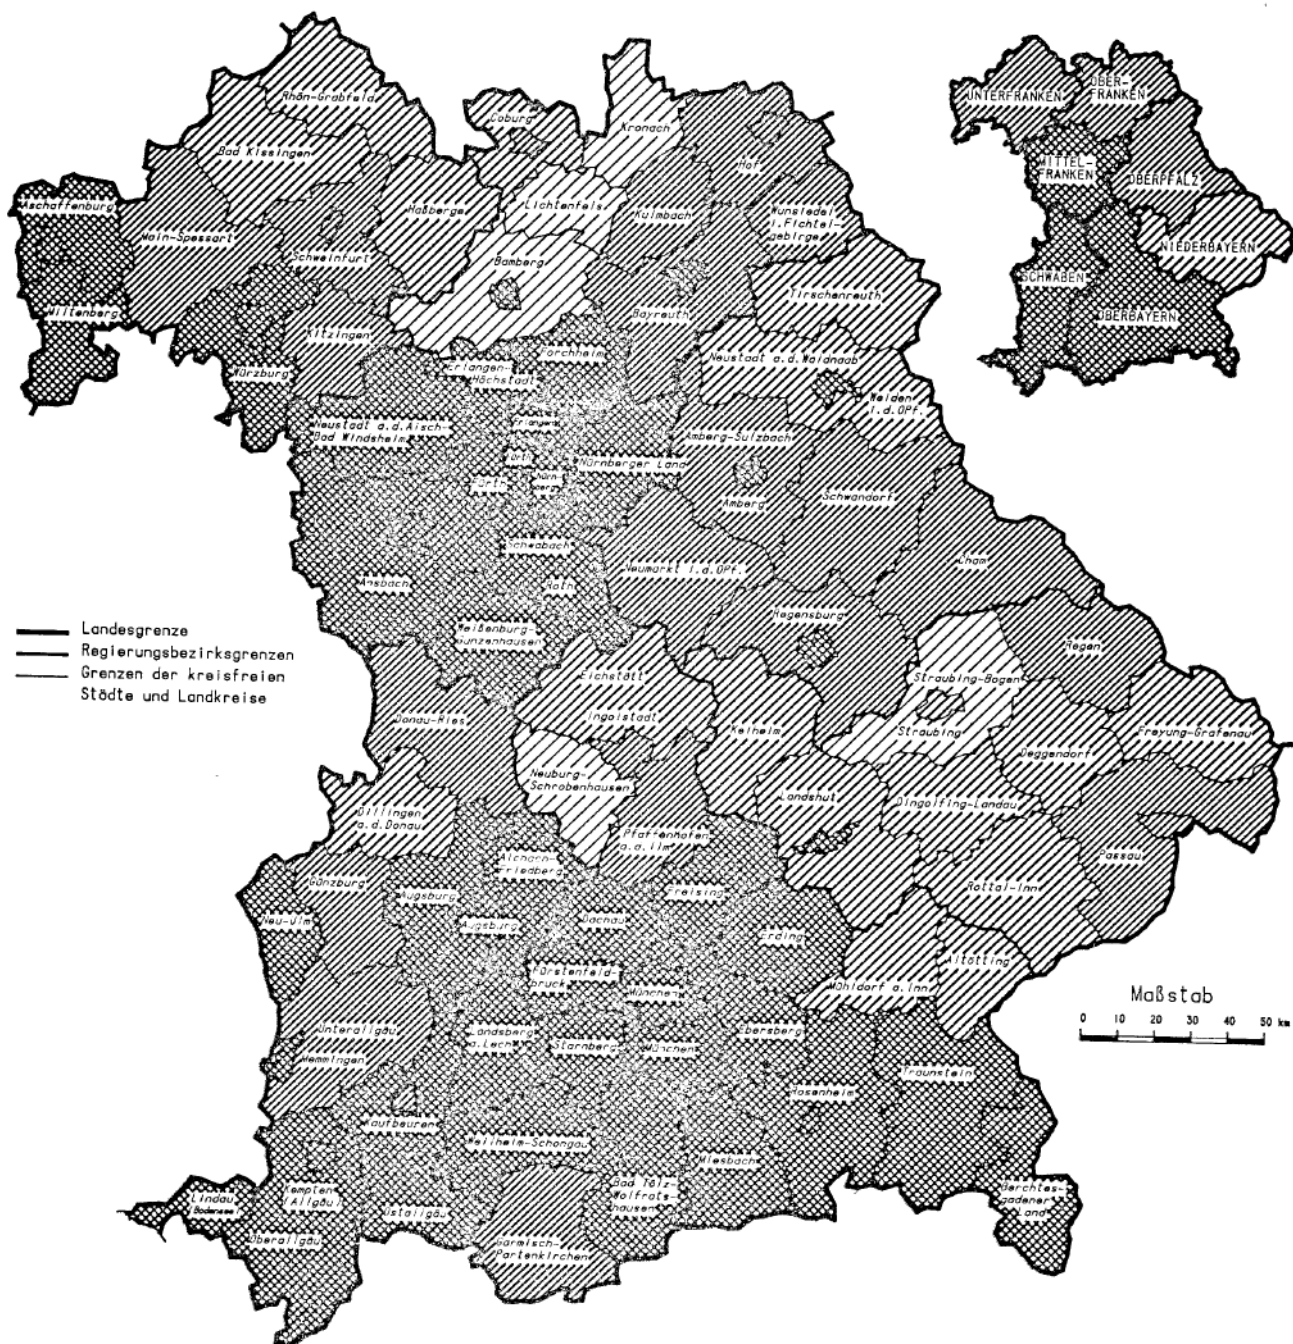 Rhön-Grabfeld
Bad Kissingen
Coburg
Kronach
Hof
Aschaffenburg
Main-Spessart
Schweinfurt
Haßberge
Lichtenfels
Kulmbach
Wunsiedel
i.Fichtel-
gebirge
Miltenberg
Bamberg
Kitzingen
Bayreuth
Tirschenreuth
Würzburg
Erlangen-
Höchstadt
Forchheim
Neustadt a.d.Waldnaab
Weiden
i.d.OPf.
Neustadt a.d.Aisch-
Bad Windsheim
Erlangen
Fürth
Fürth
Nürn-
berg
Nürnberger Land
Amberg-Sulzbach
Amberg
Schwandorf
Schwabach
Neumarkt i.d.OPf.
Cham
Ansbach
Roth
Regensburg
Weißenburg-
Gunzenhausen
Regen
Eichstätt
Straubing-Bogen
Ingolstadt
Kelheim
Straubing
Freyung-Grafenau
Donau-Ries
Deggendorf
Neuburg-
Schrobenhausen
Landshut
Dingolfing-Landau
Dillingen
a.d.Donau
Pfaffenhofen
a.d.Ilm
Passau
Aichach-
Friedberg
Günzburg
Augsburg
Freising
Rottal-Inn
Neu-Ulm
Augsburg
Dachau
Erding
Altötting
Fürstenfeld-
bruck
München
Mühldorf a.Inn
Unterallgäu
Memmingen
Landsberg
a.Lech
Starnberg
München
Ebersberg
Rosenheim
Traunstein
Kaufbeuren
Weilheim-Schongau
Miesbach
Lindau
(Bodensee)
Kempten
(Allgäu)
Oberallgäu
Ostallgäu
Garmisch-
Partenkirchen
Bad Tölz-
Wolfrats-
hausen
Berchtes-
gadener
Land
UNTERFRANKEN
OBER-
FRANKEN
MITTEL-
FRANKEN
OBERPFALZ
NIEDERBAYERN
SCHWABEN
OBERBAYERN
Landesgrenze
Regierungsbezirksgrenzen
Grenzen der kreisfreien
Städte und Landkreise
Maßstab
0 10 20 30 40 50 km